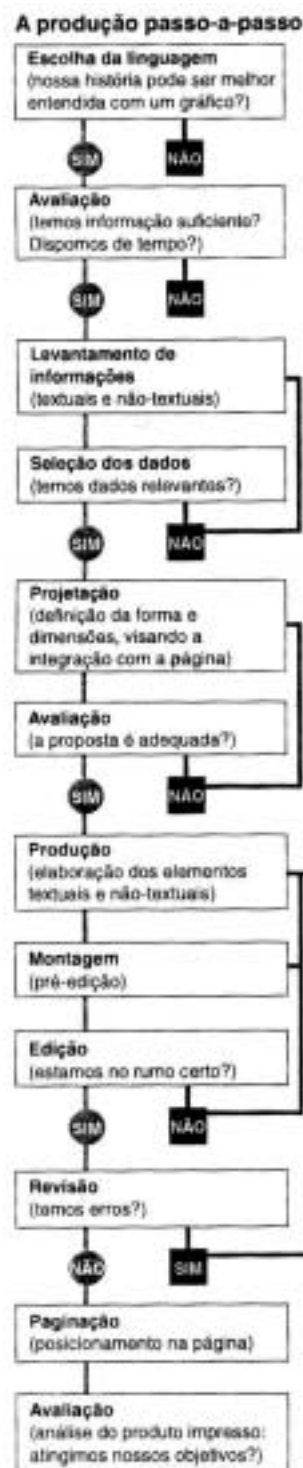 A produção passo-a-passo
Escolha da linguagem
(nossa história pode ser melhor
entendida com um gráfico?)
SIM NÃO
Avaliação
(temos informação suficiente?
Dispomos de tempo?)
SIM NÃO
Levantamento de
informações
(textuais e não-textuais)
Seleção dos dados
(temos dados relevantes?)
SIM NÃO
Projetação
(definição da forma e
dimensões, visando a
integração com a página)
Avaliação
(a proposta é adequada?)
SIM NÃO
Produção
(elaboração dos elementos
textuais e não-textuais)
Montagem
(pré-edição)
Edição
(estamos no rumo certo?)
SIM NÃO
Revisão
(temos erros?)
NÃO SIM
Paginação
(posicionamento na página)
Avaliação
(análise do produto impresso:
atingimos nossos objetivos?)